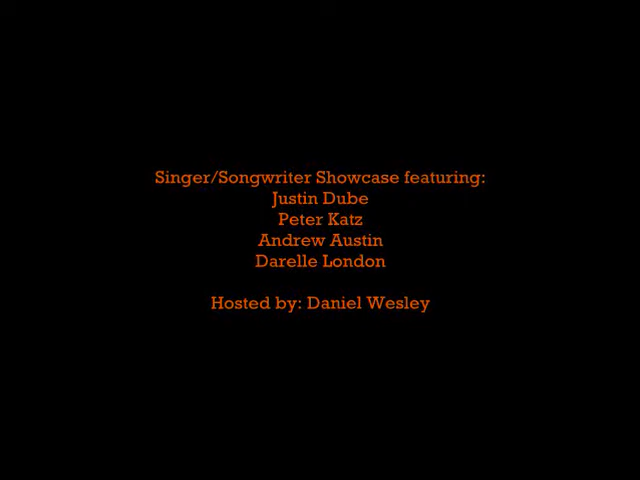 Singer/Songwriter Showcase featuring:
Justin Dube
Peter Katz
Andrew Austin
Darelle London
Hosted by: Daniel Wesley